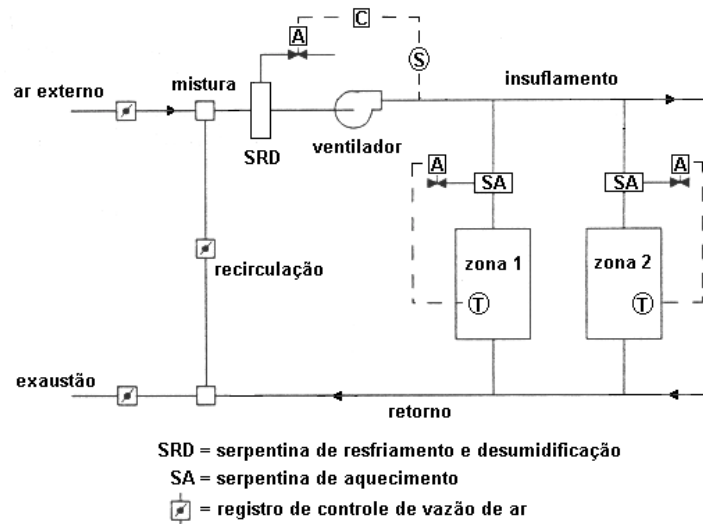 A
C
S
ar externo
mistura
SRD
ventilador
insuflamento
A
SA
SA
A
recirculação
zona 1
zona 2
T
T
exaustão
retorno
SRD = serpentina de resfriamento e desumidificação
SA = serpentina de aquecimento
= registro de controle de vazão de ar